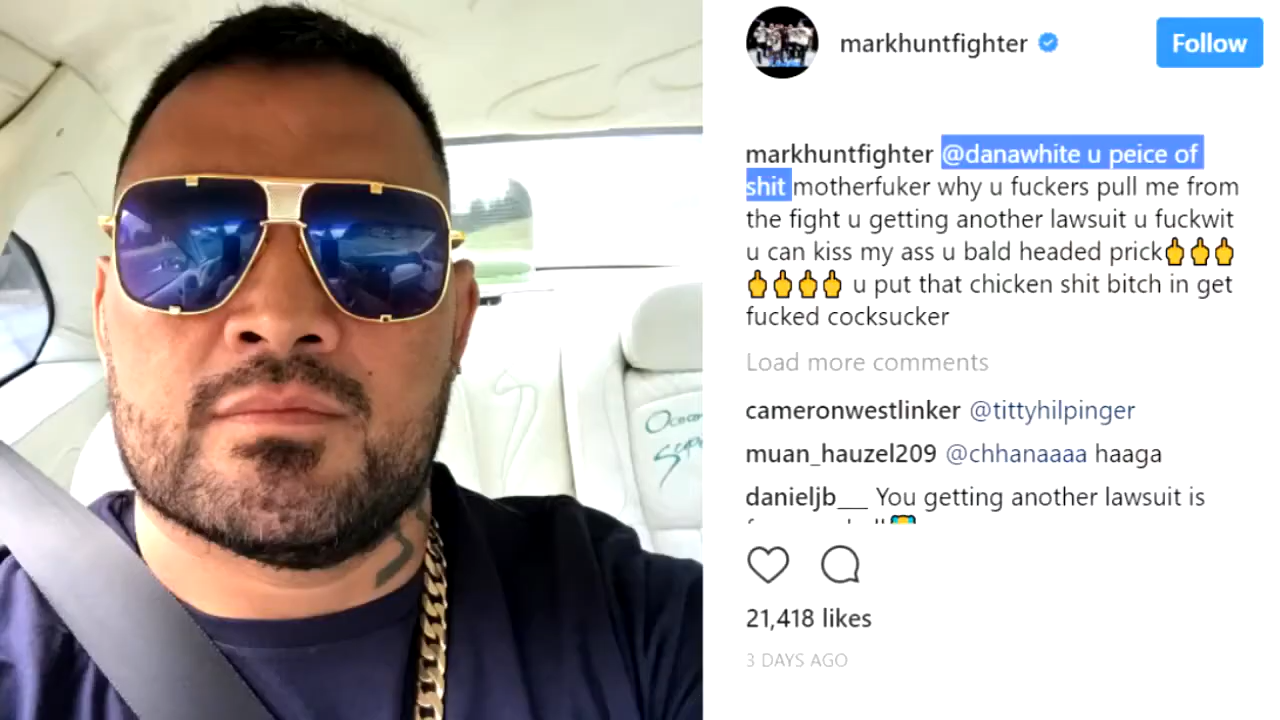 markhuntfighter
Follow
markhuntfighter @danawhite u peice of
shit motherfuker why u fuckers pull me from
the fight u getting another lawsuit u fuckwit
u can kiss my ass u bald headed prick🖕🖕🖕
🖕🖕🖕🖕 u put that chicken shit bitch in get
fucked cocksucker
Load more comments
cameronwestlinker @tittyhilpinger
muan_hauzel209 @chhanaaaa haaga
danieljb__ You getting another lawsuit is
21,418 likes
3 DAYS AGO